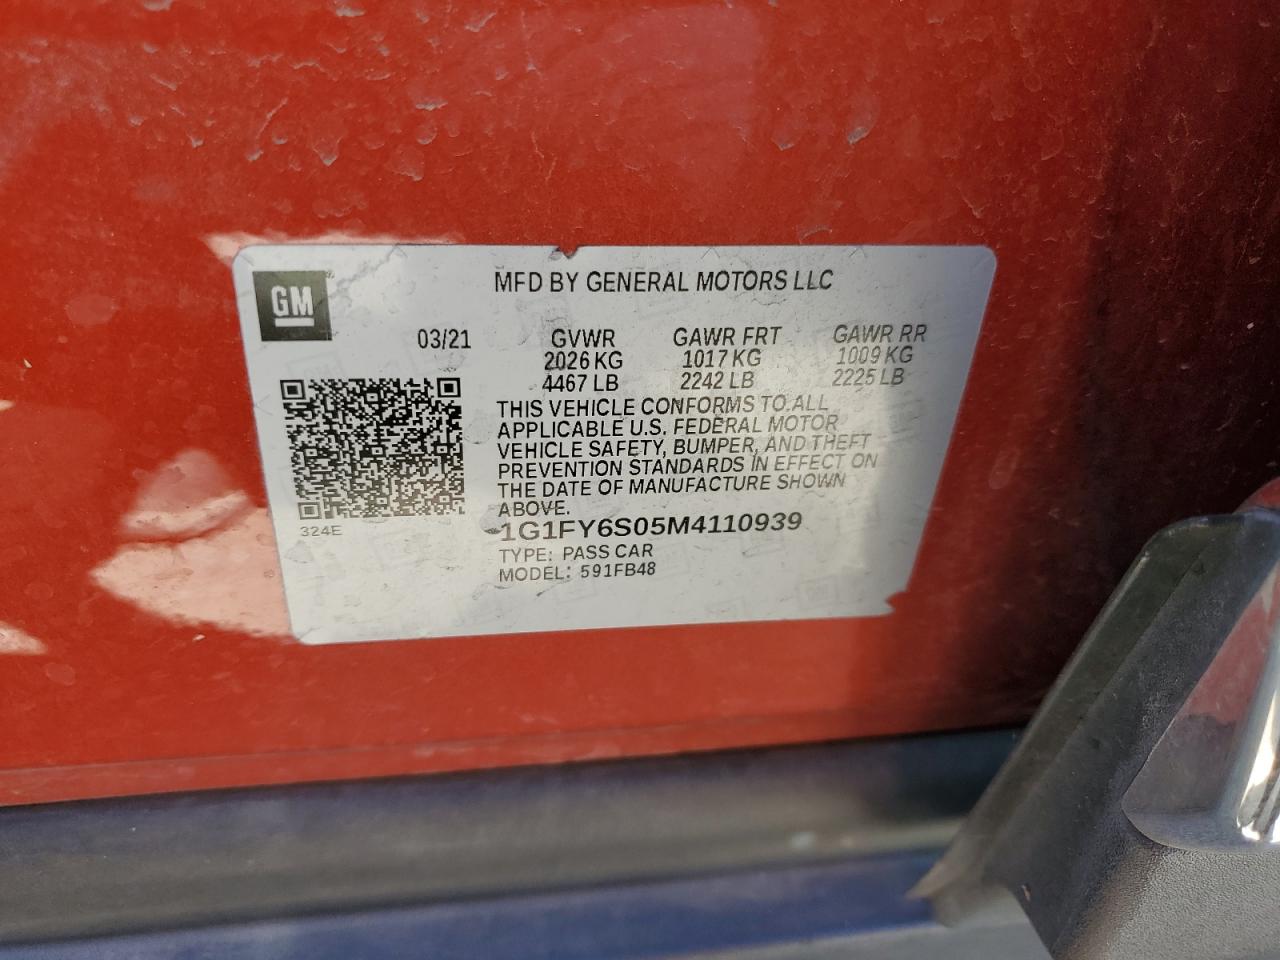 GM
MFD BY GENERAL MOTORS LLC
03/21 GVWR GAWR FRT GAWR RR
2026 KG 1017 KG 1009 KG
4467 LB 2242 LB 2225 LB
THIS VEHICLE CONFORMS TO ALL
APPLICABLE U.S. FEDERAL MOTOR
VEHICLE SAFETY, BUMPER, AND THEFT
PREVENTION STANDARDS IN EFFECT ON
THE DATE OF MANUFACTURE SHOWN
ABOVE.
324E
1G1FY6S05M4110939
TYPE: PASS CAR
MODEL: 591FB48